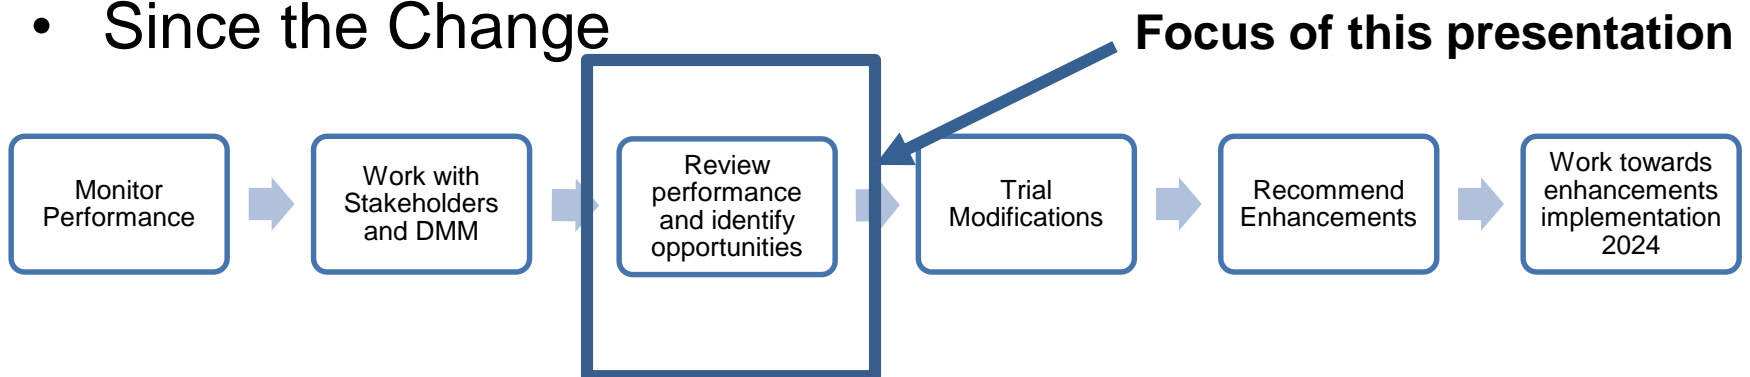 • Since the Change
Focus of this presentation
Monitor
Performance
Work with
Stakeholders
and DMM
Review
performance
and identify
opportunities
Trial
Modifications
Recommend
Enhancements
Work towards
enhancements
implementation
2024